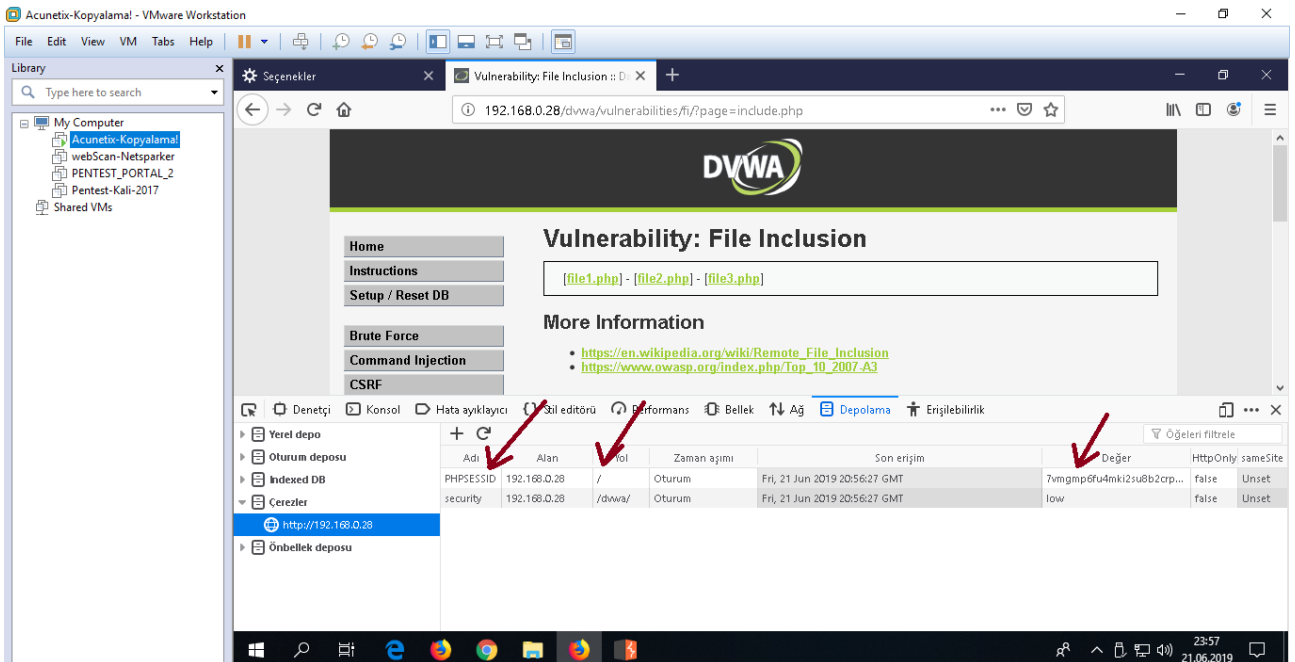 Acunetix-Kopyalama! - VMware Workstation
File Edit View VM Tabs Help
Library
Type here to search
My Computer
Acunetix-Kopyalama!
webScan-Netsparker
PENTEST_PORTAL_2
Pentest-Kali-2017
Shared VMs
Seçenekler
Vulnerability: File Inclusion :: D
192.168.0.28/dvwa/vulnerabilities/fi/?page=include.php
DVWA
Home
Instructions
Setup / Reset DB
Brute Force
Command Injection
CSRF
Vulnerability: File Inclusion
[file1.php] - [file2.php] - [file3.php]
More Information
https://en.wikipedia.org/wiki/Remote_File_Inclusion
https://www.owasp.org/index.php/Top_10_2007-A3
Denetçi Konsol Hata ayıklayıcı {} Stil editörü Performans Bellek Ağ Depolama Erişilebilirlik
Yerel depo
Oturum deposu
Indexed DB
Çerezler
http://192.168.0.28
Önbellek deposu
Öğeleri filtrele
Adı Alan Yol Zaman aşımı Son erişim Değer HttpOnly sameSite
PHPSESSID 192.168.0.28 / Oturum Fri, 21 Jun 2019 20:56:27 GMT 7vmgmp6fu4mki2su8b2crp... false Unset
security 192.168.0.28 /dvwa/ Oturum Fri, 21 Jun 2019 20:56:27 GMT low false Unset
23:57
21.06.2019